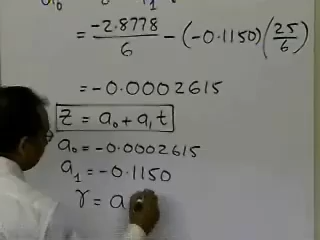 = -2.8778/6 - (-0.1150)(25/6)
= -0.0002615
z = a₀ + a₁t
a₀ = -0.0002615
a₁ = -0.1150
γ = a